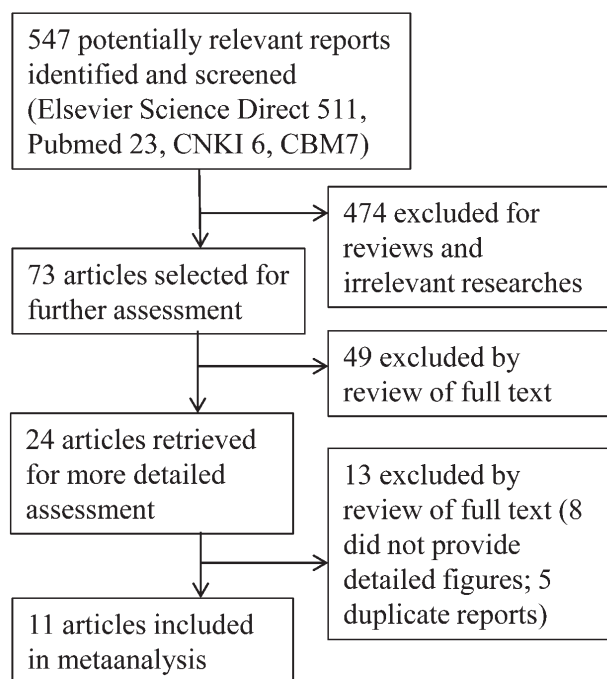 547 potentially relevant reports
identified and screened
(Elsevier Science Direct 511,
Pubmed 23, CNKI 6, CBM7)
474 excluded for
reviews and
irrelevant researches
73 articles selected for
further assessment
49 excluded by
review of full text
24 articles retrieved
for more detailed
assessment
13 excluded by
review of full text (8
did not provide
detailed figures; 5
duplicate reports)
11 articles included
in metaanalysis